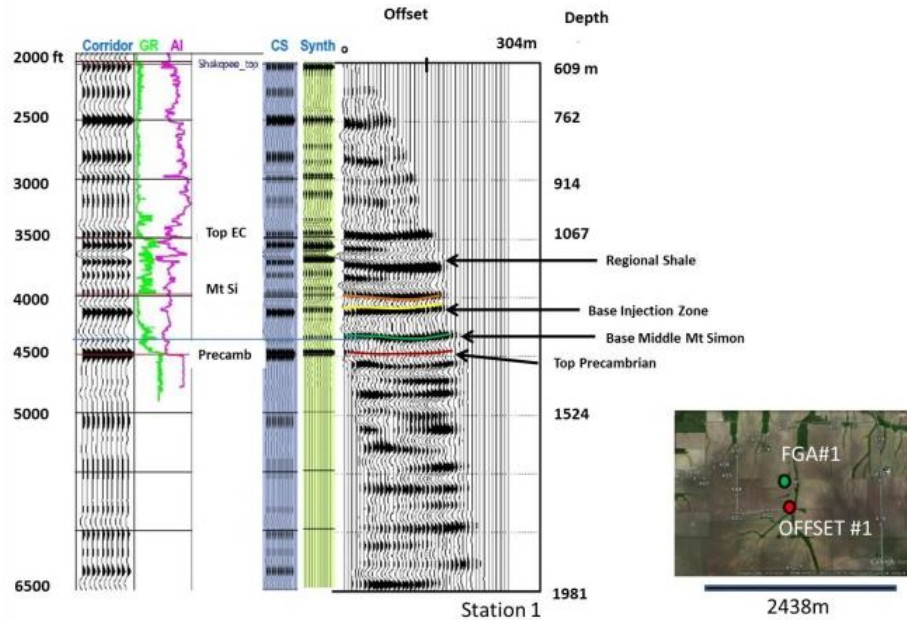 Offset
Depth
Corridor GR AI CS Synth
o 304m
2000 ft Shakopee_top 609 m
2500 762
3000 914
Top EC
3500 1067
Regional Shale
Mt Si
4000
Base Injection Zone
Base Middle Mt Simon
4500 Precamb
Top Precambrian
5000 1524
FGA#1
OFFSET #1
6500 1981
Station 1
2438m